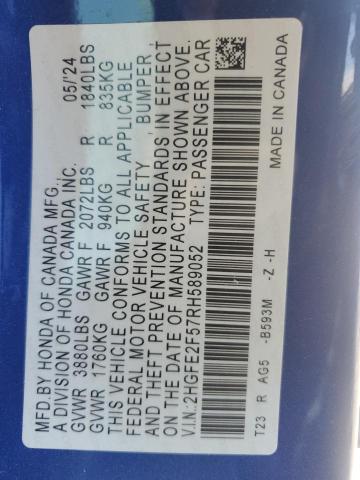 MFD.BY HONDA OF CANADA MFG.,
A DIVISION OF HONDA CANADA INC. 05/'24
GVWR 3880LBS GAWR F 2072LBS R 1840LBS
GVWR 1760KG GAWR F 940KG R 835KG
THIS VEHICLE CONFORMS TO ALL APPLICABLE
FEDERAL MOTOR VEHICLE SAFETY , BUMPER ,
AND THEFT PREVENTION STANDARDS IN EFFECT
ON THE DATE OF MANUFACTURE SHOWN ABOVE.
V.I.N:2HGFE2F57RH589052 TYPE: PASSENGER CAR
T23 R AG5 -B593M -Z -H MADE IN CANADA